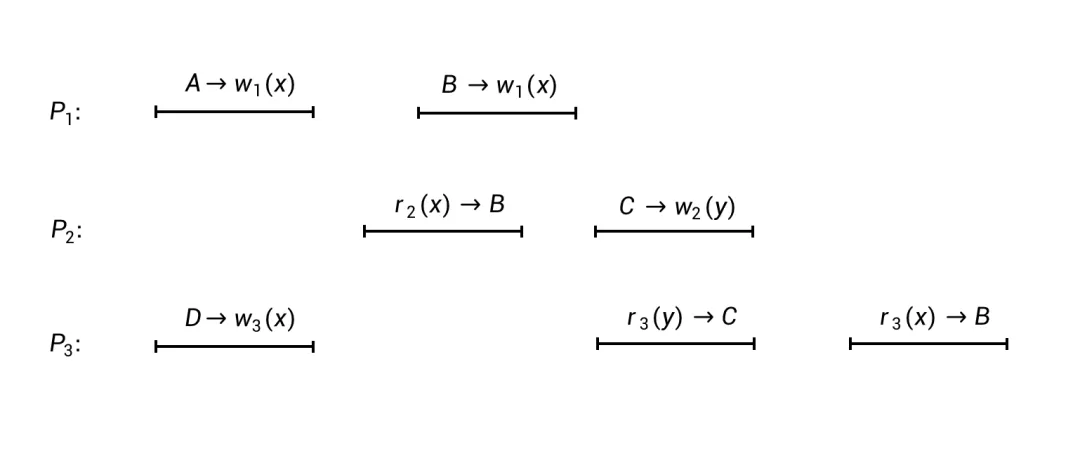 P₁: A → w₁(x) B → w₁(x)
P₂: r₂(x) → B C → w₂(y)
P₃: D → w₃(x) r₃(y) → C r₃(x) → B